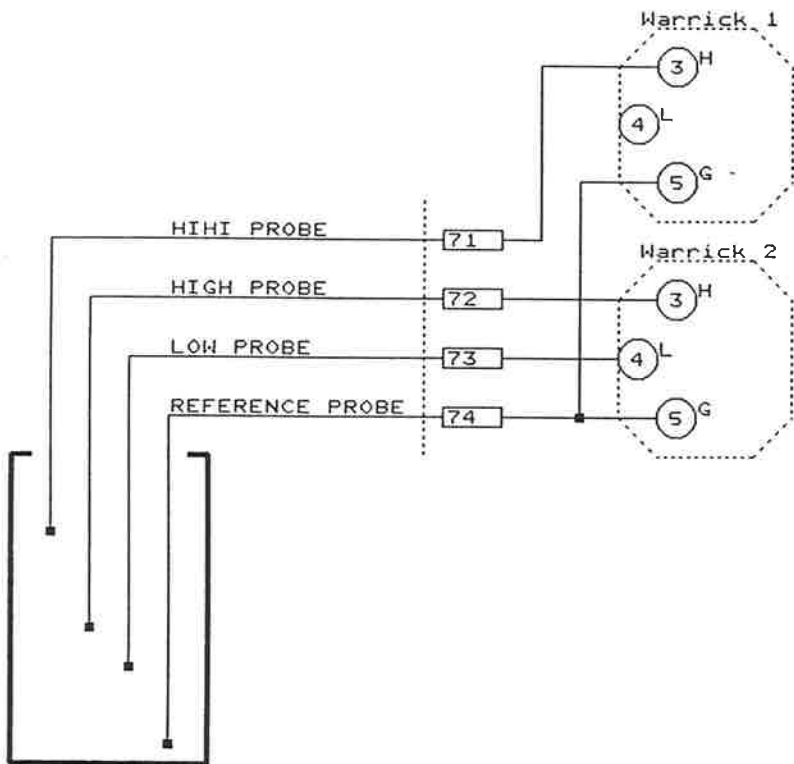 Warrick 1
3 H
4 L
5 G
HIHI PROBE 71
Warrick 2
HIGH PROBE 72 3 H
LOW PROBE 73 4 L
REFERENCE PROBE 74 5 G